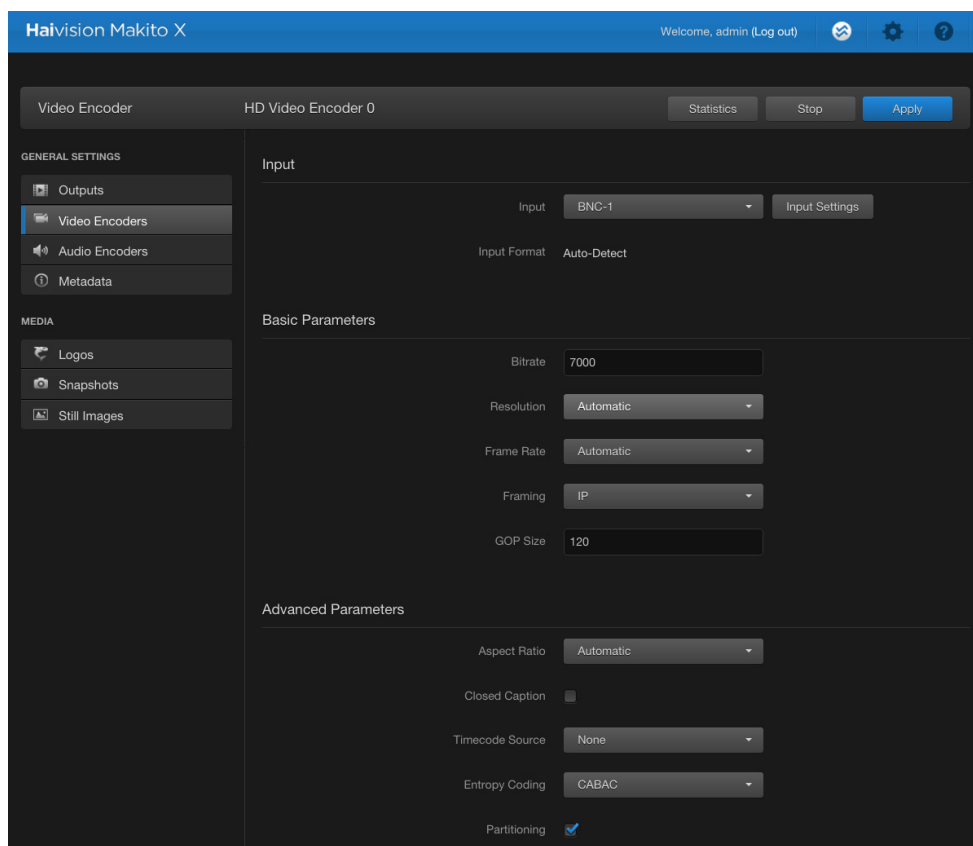 Haivision Makito X
Welcome, admin (Log out)
Video Encoder
HD Video Encoder 0
Statistics
Stop
Apply
GENERAL SETTINGS
Outputs
Video Encoders
Audio Encoders
Metadata
MEDIA
Logos
Snapshots
Still Images
Input
Input BNC-1 Input Settings
Input Format Auto-Detect
Basic Parameters
Bitrate 7000
Resolution Automatic
Frame Rate Automatic
Framing IP
GOP Size 120
Advanced Parameters
Aspect Ratio Automatic
Closed Caption
Timecode Source None
Entropy Coding CABAC
Partitioning